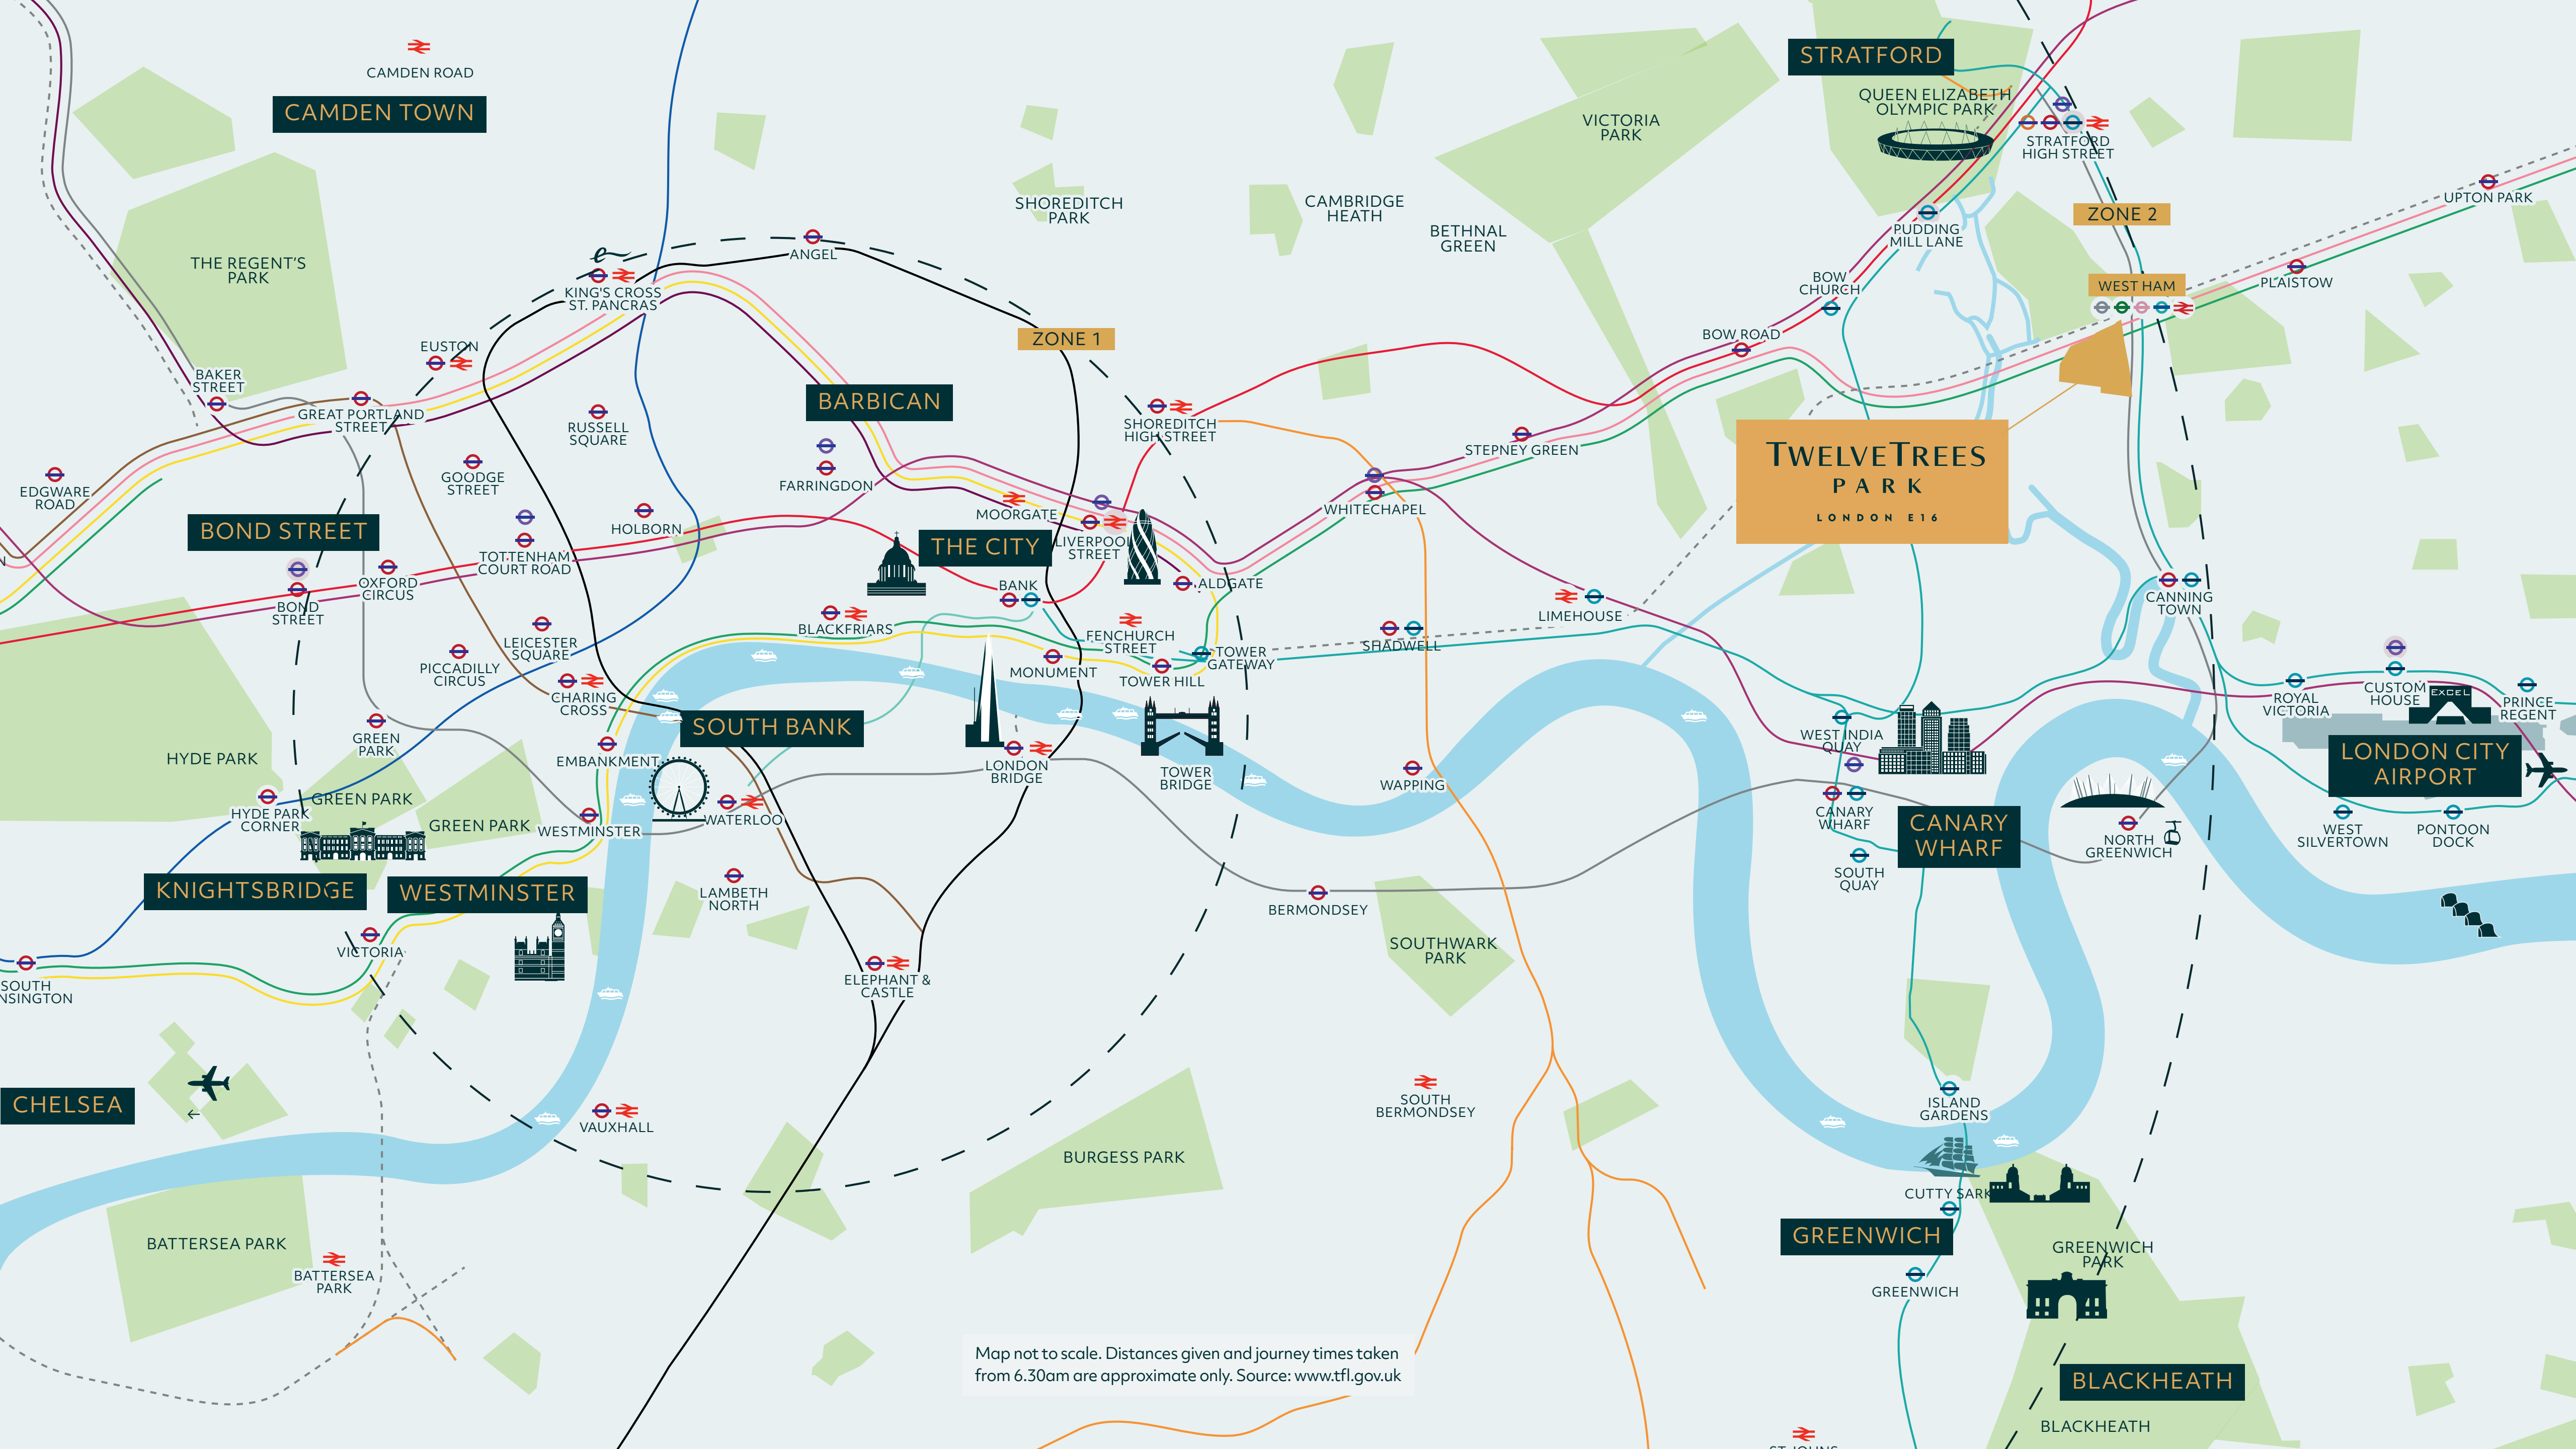 CAMDEN ROAD
CAMDEN TOWN
THE REGENT'S
PARK
ANGEL
KING'S CROSS
ST. PANCRAS
EUSTON
BAKER
STREET
GREAT PORTLAND
STREET
RUSSELL
SQUARE
GOODGE
STREET
EDGWARE
ROAD
BOND STREET
HOLBORN
TOTTENHAM
COURT ROAD
OXFORD
CIRCUS
BOND
STREET
LEICESTER
SQUARE
PICCADILLY
CIRCUS
CHARING
CROSS
GREEN
PARK
HYDE PARK
EMBANKMENT
HYDE PARK
CORNER
GREEN PARK
GREEN PARK
WESTMINSTER
KNIGHTSBRIDGE
WESTMINSTER
VICTORIA
SOUTH
NSINGTON
CHELSEA
VAUXHALL
BATTERSEA PARK
BATTERSEA
PARK
SHOREDITCH
PARK
ZONE 1
BARBICAN
FARRINGDON
SHOREDITCH
HIGH STREET
MOORGATE
LIVERPOOL
STREET
THE CITY
BANK
ALDGATE
BLACKFRIARS
FENCHURCH
STREET
MONUMENT
TOWER HILL
TOWER
GATEWAY
SOUTH BANK
LONDON
BRIDGE
TOWER
BRIDGE
WATERLOO
LAMBETH
NORTH
ELEPHANT &
CASTLE
BURGESS PARK
CAMBRIDGE
HEATH
BETHNAL
GREEN
VICTORIA
PARK
STEPNEY GREEN
WHITECHAPEL
SHADWELL
LIMEHOUSE
WAPPING
BERMONDSEY
SOUTHWARK
PARK
SOUTH
BERMONDSEY
Map not to scale. Distances given and journey times taken
from 6.30am are approximate only. Source: www.tfl.gov.uk
STRATFORD
QUEEN ELIZABETH
OLYMPIC PARK
STRATFORD
HIGH STREET
UPTON PARK
ZONE 2
PUDDING
MILL LANE
BOW
CHURCH
BOW ROAD
WEST HAM
PLAISTOW
TWELVETREES
PARK
LONDON E16
CANNING
TOWN
ROYAL
VICTORIA
CUSTOM
HOUSE
EXCEL
PRINCE
REGENT
LONDON CITY
AIRPORT
WEST
SILVERTOWN
PONTOON
DOCK
WEST INDIA
QUAY
CANARY
WHARF
CANARY
WHARF
SOUTH
QUAY
NORTH
GREENWICH
ISLAND
GARDENS
CUTTY SARK
GREENWICH
GREENWICH
GREENWICH
PARK
BLACKHEATH
BLACKHEATH